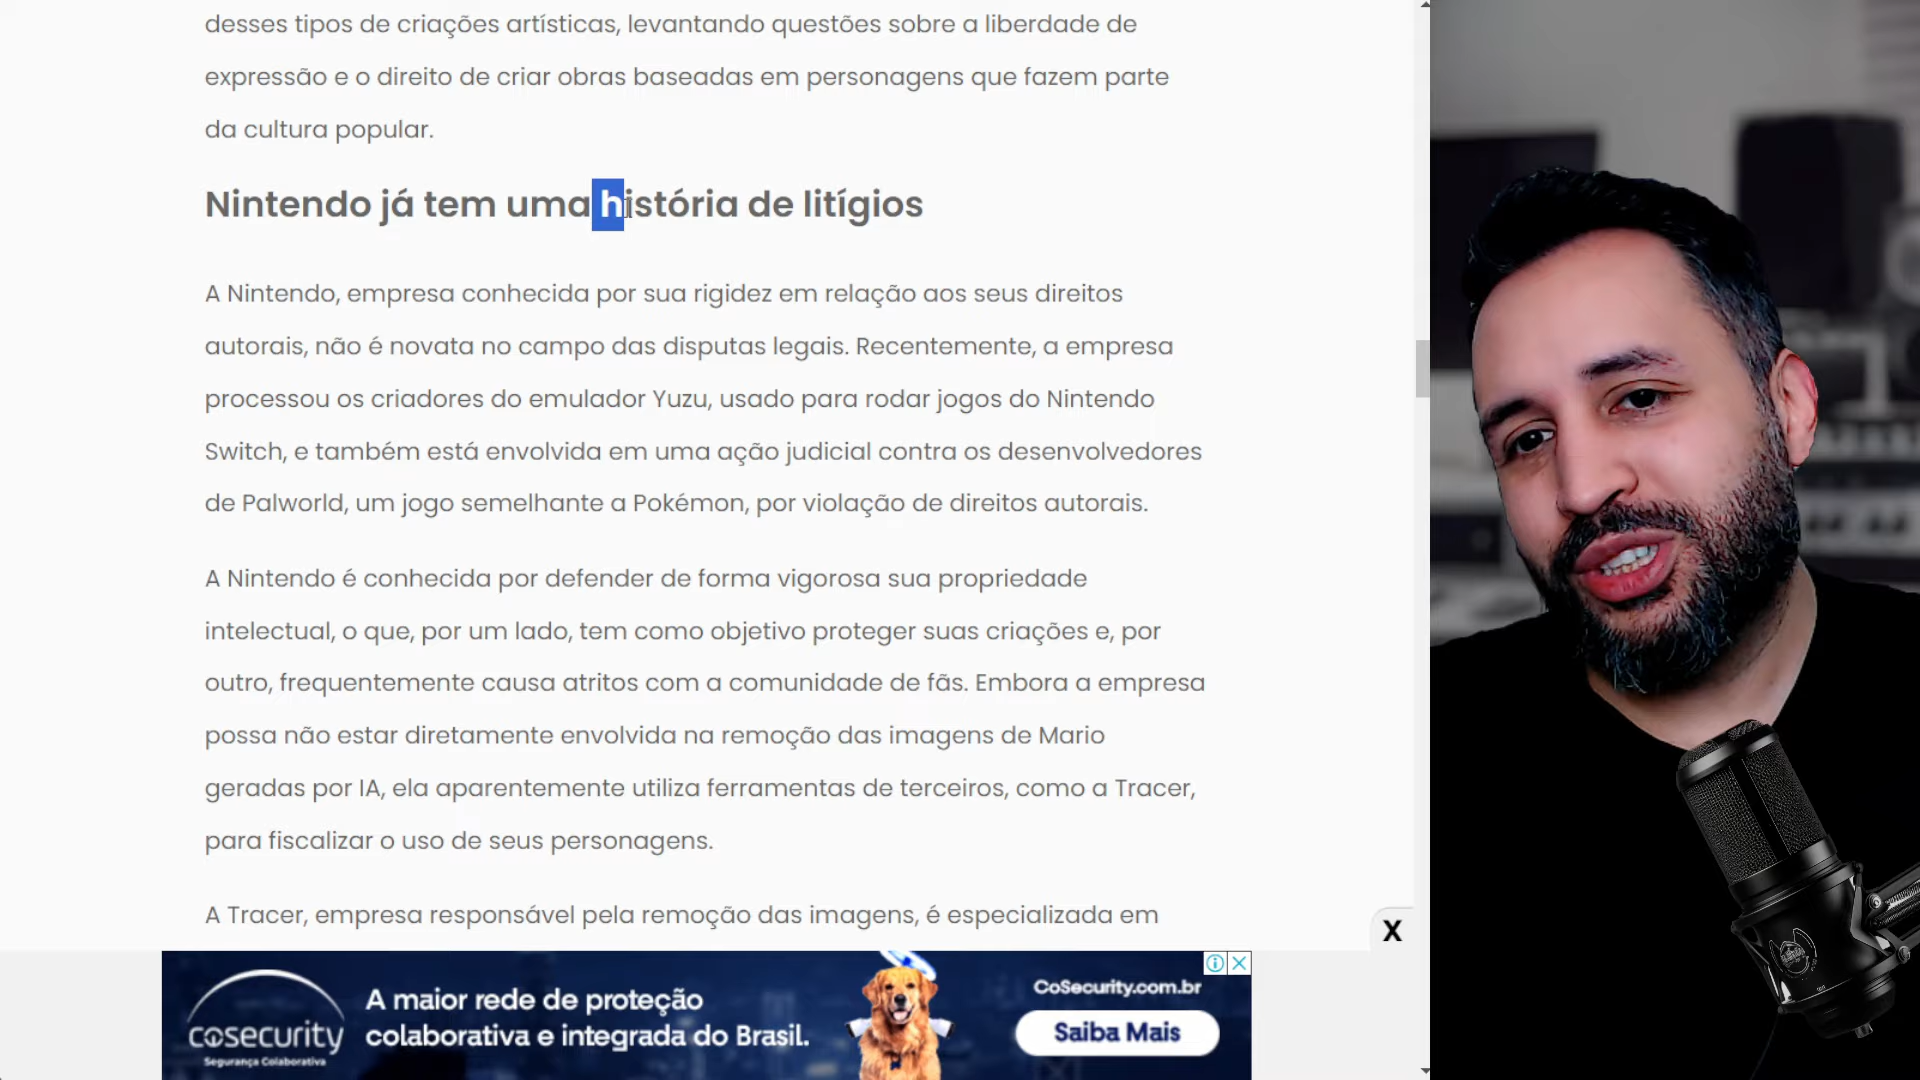 desses tipos de criações artísticas, levantando questões sobre a liberdade de
expressão e o direito de criar obras baseadas em personagens que fazem parte
da cultura popular.
Nintendo já tem uma história de litígios
A Nintendo, empresa conhecida por sua rigidez em relação aos seus direitos
autorais, não é novata no campo das disputas legais. Recentemente, a empresa
processou os criadores do emulador Yuzu, usado para rodar jogos do Nintendo
Switch, e também está envolvida em uma ação judicial contra os desenvolvedores
de Palworld, um jogo semelhante a Pokémon, por violação de direitos autorais.
A Nintendo é conhecida por defender de forma vigorosa sua propriedade
intelectual, o que, por um lado, tem como objetivo proteger suas criações e, por
outro, frequentemente causa atritos com a comunidade de fãs. Embora a empresa
possa não estar diretamente envolvida na remoção das imagens de Mario
geradas por IA, ela aparentemente utiliza ferramentas de terceiros, como a Tracer,
para fiscalizar o uso de seus personagens.
A Tracer, empresa responsável pela remoção das imagens, é especializada em
X
cosecurity
Segurança Colaborativa
A maior rede de proteção
colaborativa e integrada do Brasil.
CoSecurity.com.br
Saiba Mais